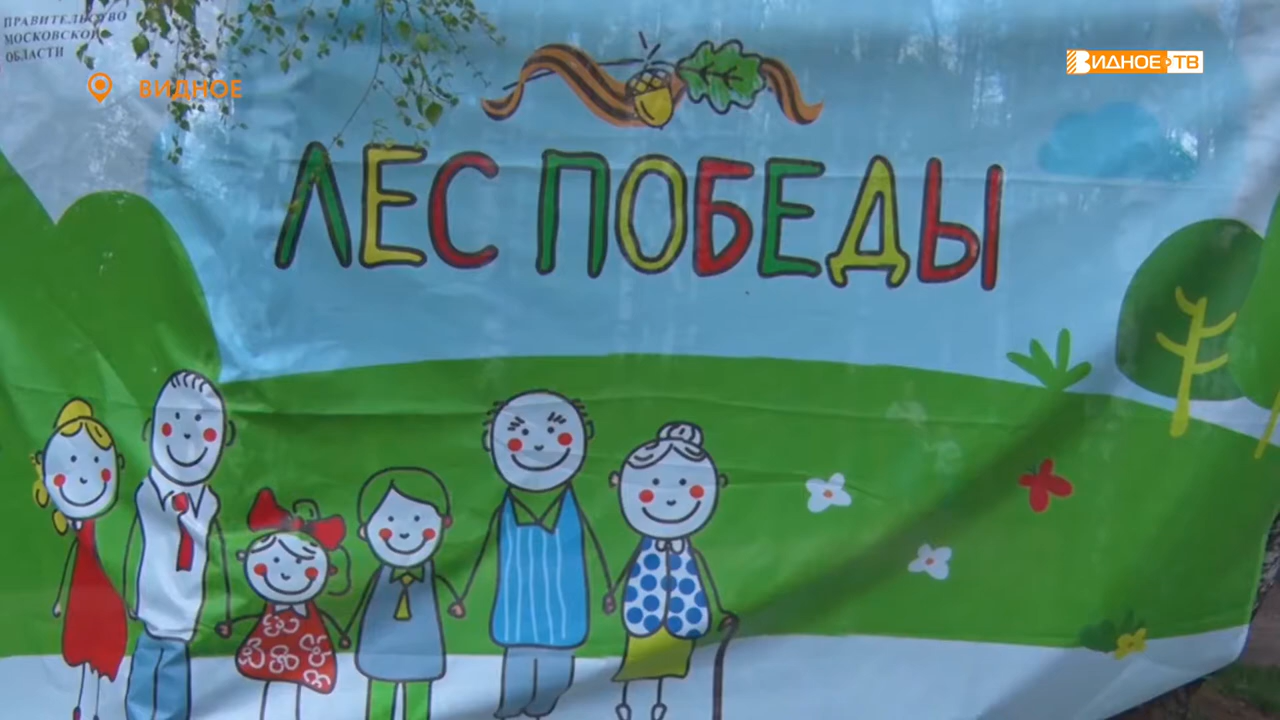 ПРАВИТЕЛЬСТВО
МОСКОВСКОЙ
ОБЛАСТИ
ВИДНОЕ
ВИДНОЕ ТВ
ЛЕС ПОБЕДЫ